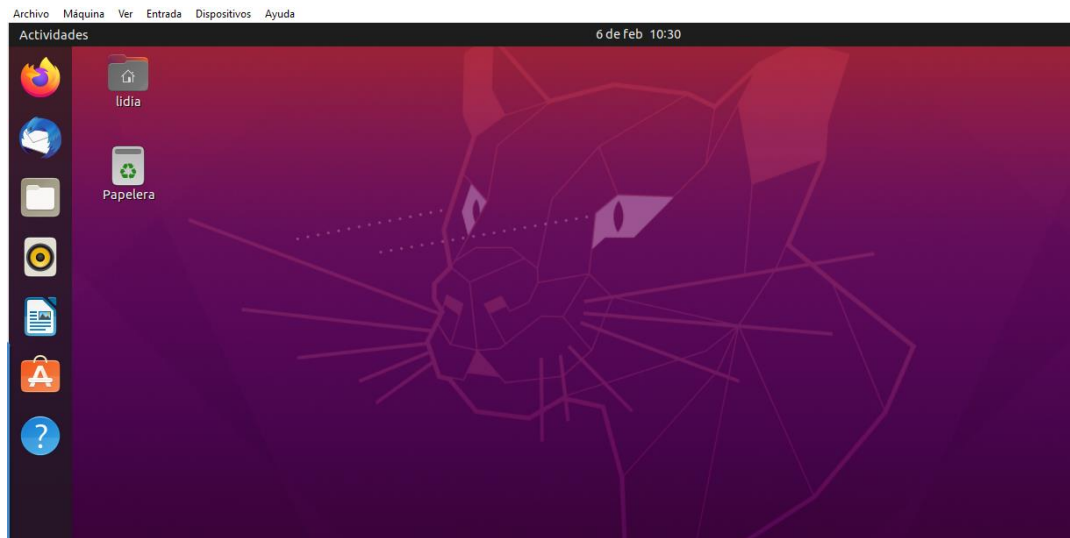 Archivo Máquina Ver Entrada Dispositivos Ayuda
Actividades 6 de feb 10:30
lidia
Papelera